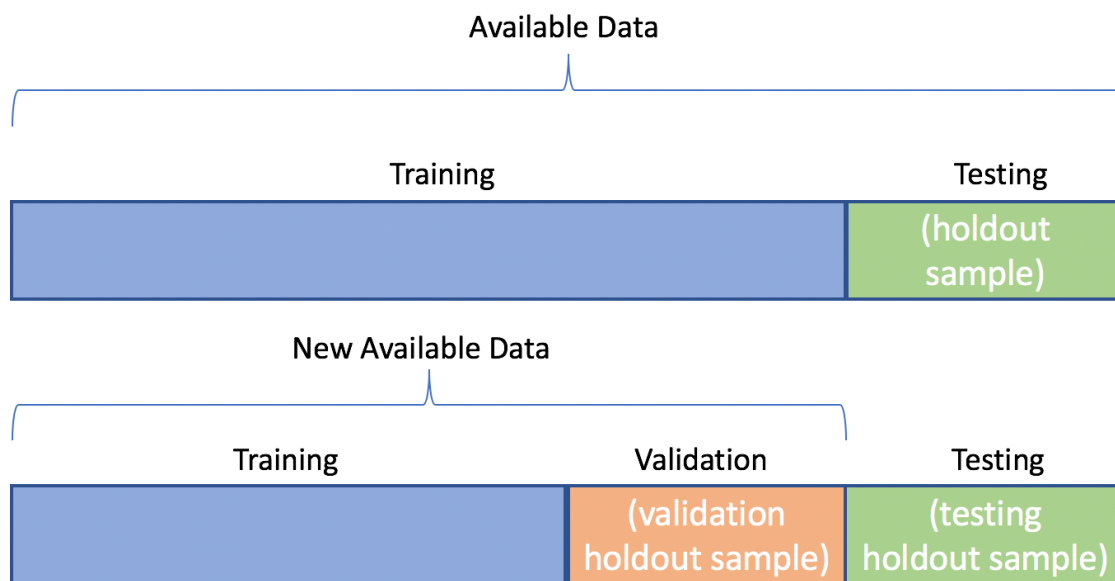 Available Data
Training
Testing
(holdout
sample)
New Available Data
Training
Validation
Testing
(validation
holdout sample)
(testing
holdout sample)